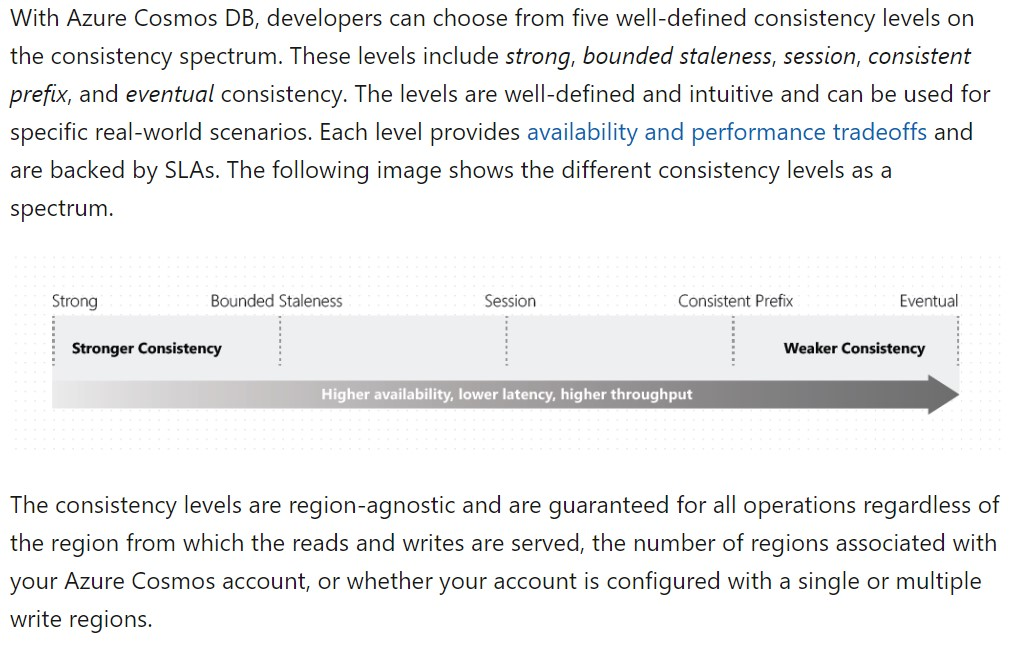 With Azure Cosmos DB, developers can choose from five well-defined consistency levels on
the consistency spectrum. These levels include strong, bounded staleness, session, consistent
prefix, and eventual consistency. The levels are well-defined and intuitive and can be used for
specific real-world scenarios. Each level provides availability and performance tradeoffs and
are backed by SLAs. The following image shows the different consistency levels as a
spectrum.
Strong Bounded Staleness Session Consistent Prefix Eventual
Stronger Consistency Weaker Consistency
Higher availability, lower latency, higher throughput
The consistency levels are region-agnostic and are guaranteed for all operations regardless of
the region from which the reads and writes are served, the number of regions associated with
your Azure Cosmos account, or whether your account is configured with a single or multiple
write regions.